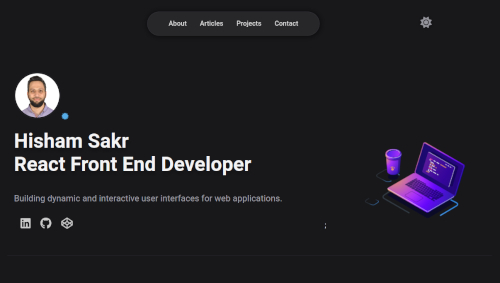 About Articles Projects Contact
Hisham Sakr
React Front End Developer
Building dynamic and interactive user interfaces for web applications.
;